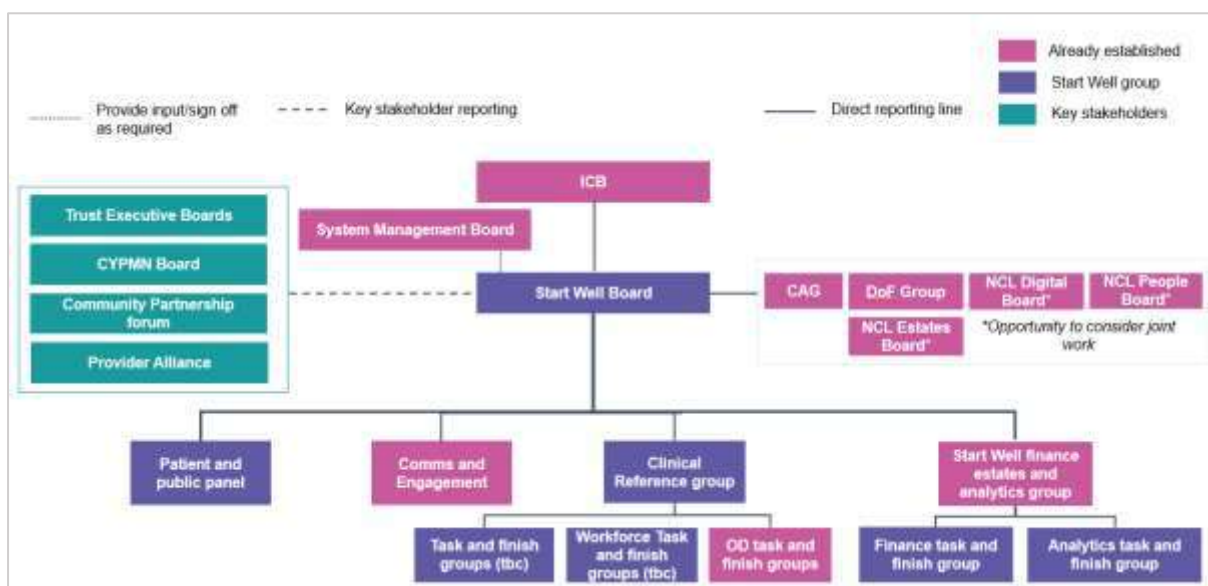 Already established
Start Well group
Key stakeholders
Provide input/sign off
as required
Key stakeholder reporting
Direct reporting line
ICB
System Management Board
Start Well Board
Trust Executive Boards
CYPMN Board
Community Partnership
forum
Provider Alliance
CAG
DoF Group
NCL Digital
Board*
NCL People
Board*
NCL Estates
Board*
*Opportunity to consider joint
work
Patient and
public panel
Comms and
Engagement
Clinical
Reference group
Start Well finance
estates and
analytics group
Task and finish
groups (tbc)
Workforce Task
and finish
groups (tbc)
OD task and
finish groups
Finance task and
finish group
Analytics task and
finish group